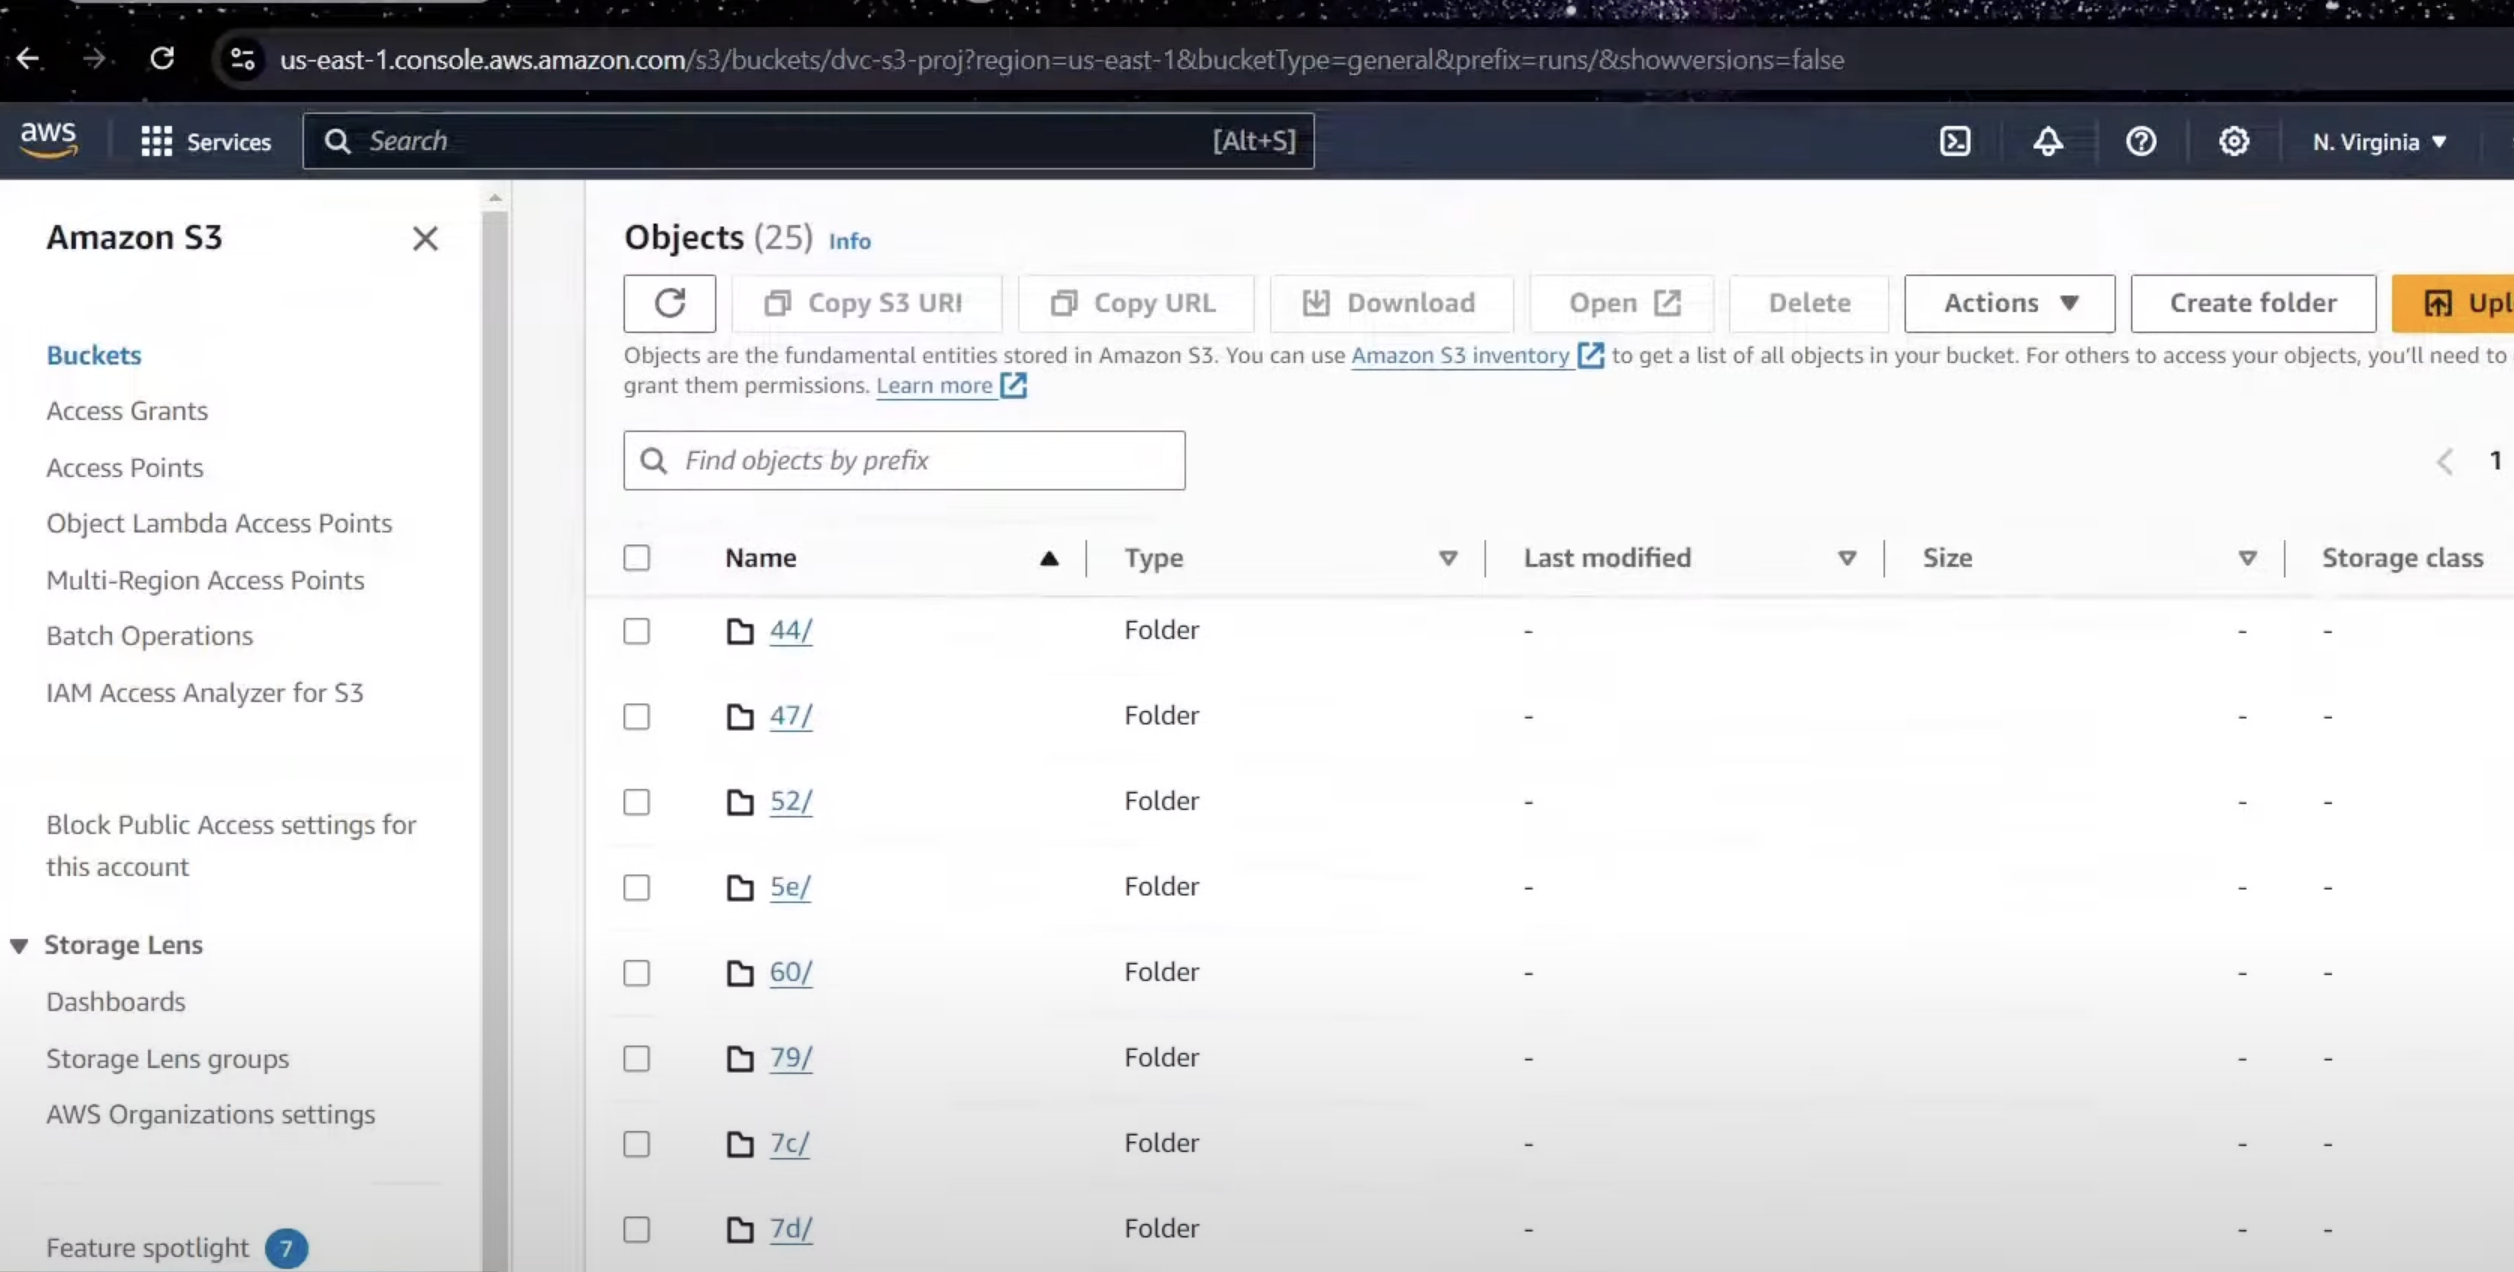 us-east-1.console.aws.amazon.com/s3/buckets/dvc-s3-proj?region=us-east-1&bucketType=general&prefix=runs/&showversions=false
aws Services Search [Alt+S] N. Virginia
Amazon S3
Buckets
Access Grants
Access Points
Object Lambda Access Points
Multi-Region Access Points
Batch Operations
IAM Access Analyzer for S3
Block Public Access settings for
this account
Storage Lens
Dashboards
Storage Lens groups
AWS Organizations settings
Feature spotlight 7
Objects (25) Info
Copy S3 URI Copy URL Download Open Delete Actions Create folder Upl
Objects are the fundamental entities stored in Amazon S3. You can use Amazon S3 inventory to get a list of all objects in your bucket. For others to access your objects, you'll need to
grant them permissions. Learn more
Find objects by prefix
1
Name Type Last modified Size Storage class
44/ Folder - - -
47/ Folder - - -
52/ Folder - - -
5e/ Folder - - -
60/ Folder - - -
79/ Folder - - -
7c/ Folder - - -
7d/ Folder - - -